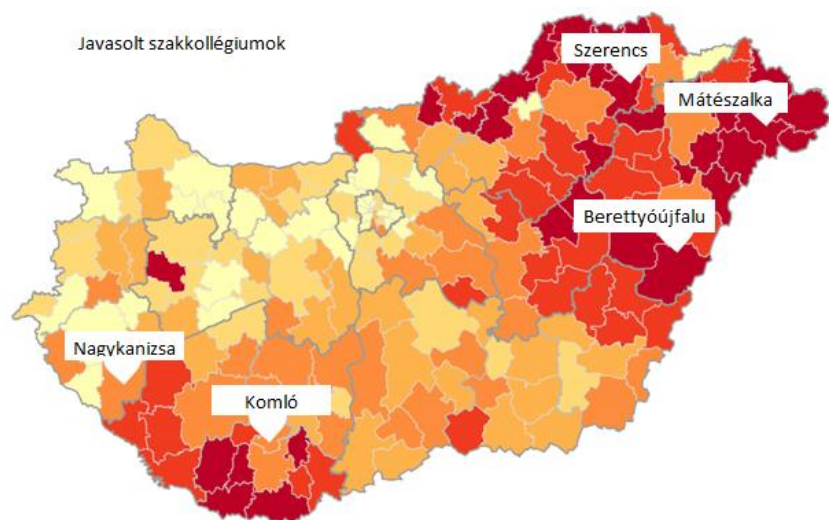 Javasolt szakkollégiumok
Szerencs
Mátészalka
Berettyóújfalu
Nagykanizsa
Komló